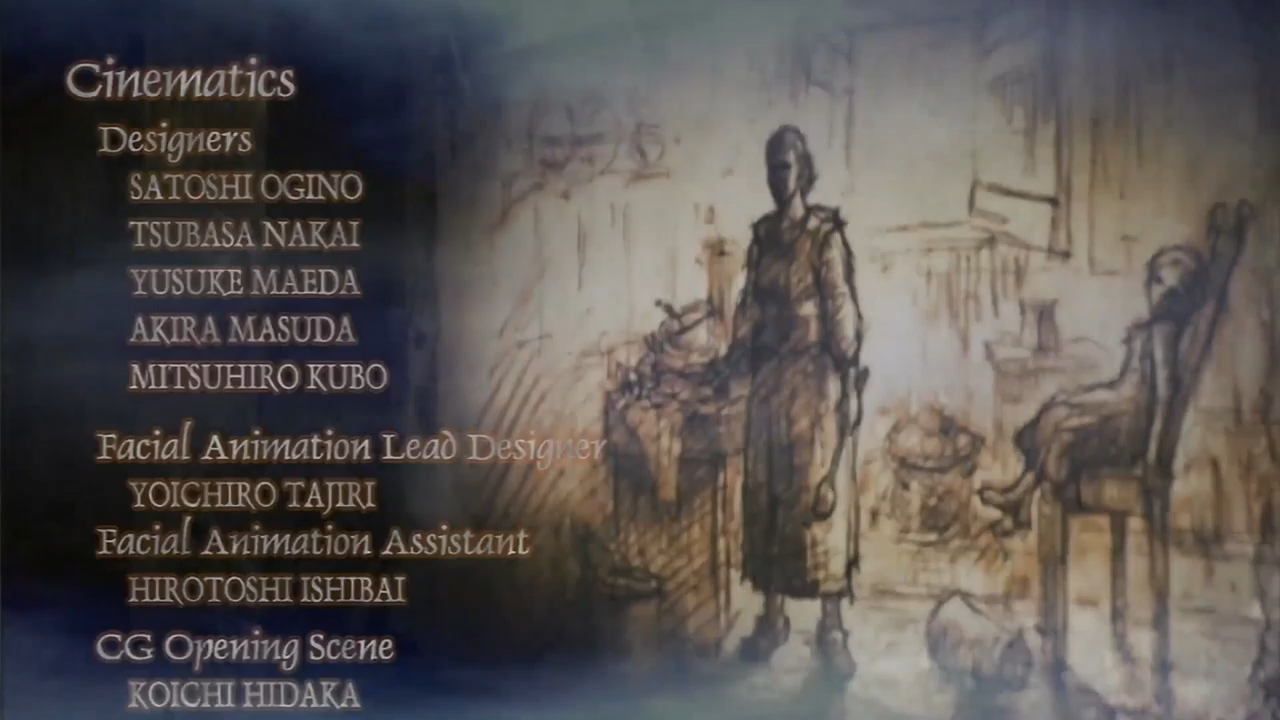 Cinematics
Designers
SATOSHI OGINO
TSUBASA NAKAI
YUSUKE MAEDA
AKIRA MASUDA
MITSUHIRO KUBO
Facial Animation Lead Designer
YOICHIRO TAJIRI
Facial Animation Assistant
HIROTOSHI ISHIBAI
CG Opening Scene
KOICHI HIDAKA